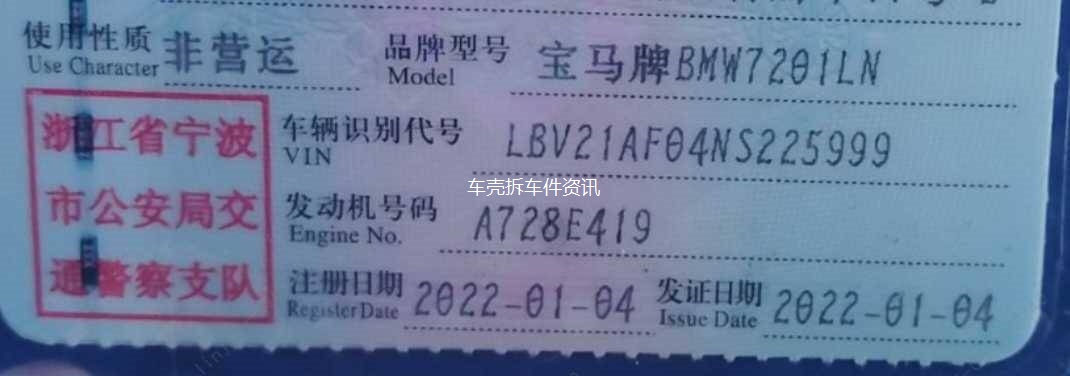 使用性质 非营运 品牌型号 宝马牌BMW7201LN
Use Character Model
浙江省宁波 车辆识别代号 LBV21AF04NS225999
VIN
车壳拆车件资讯
市公安局交 发动机号码 A728E419
Engine No.
通警察支队 注册日期 2022-01-04 发证日期 2022-01-04
Register Date Issue Date